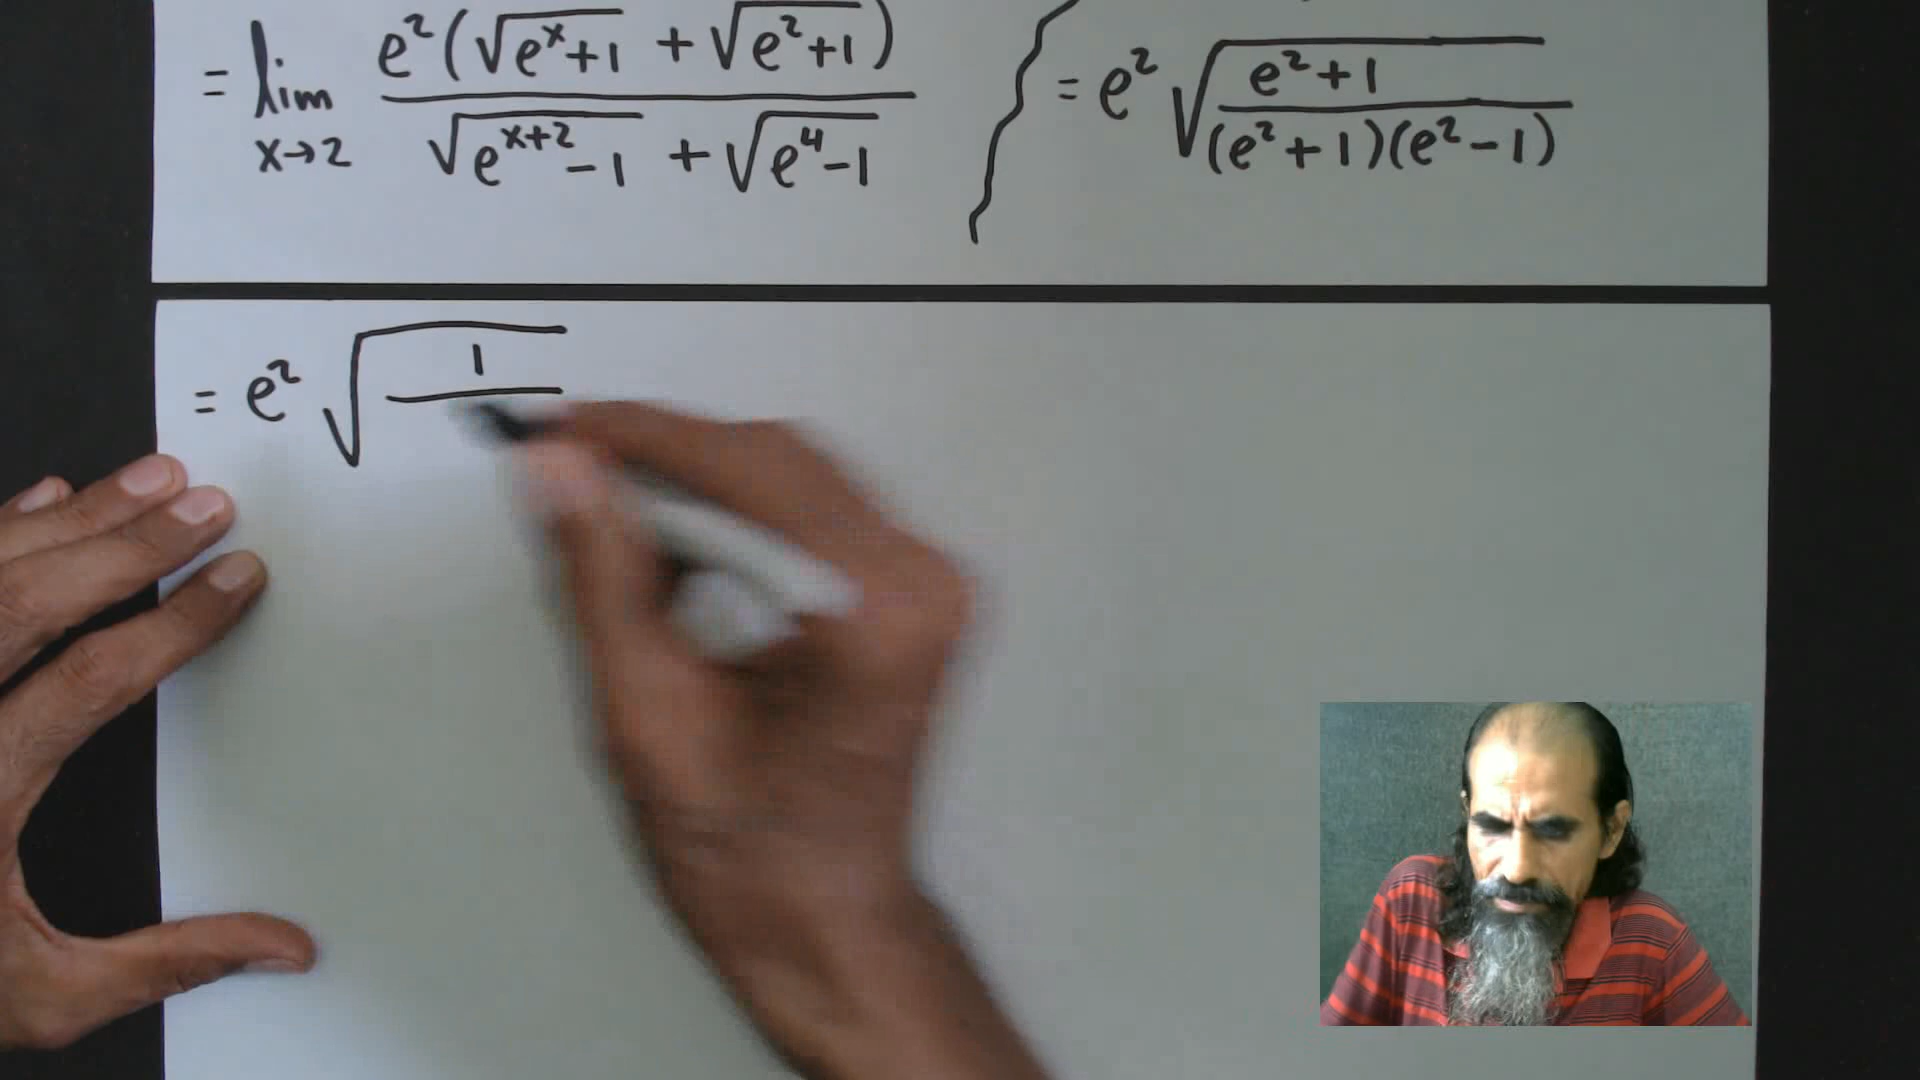 = lim x→2 e²(√(eˣ+1) + √(e²+1)) / (√(eˣ⁺²-1) + √(e⁴-1))
= e² √((e²+1) / ((e²+1)(e²-1)))
= e² √(1 /